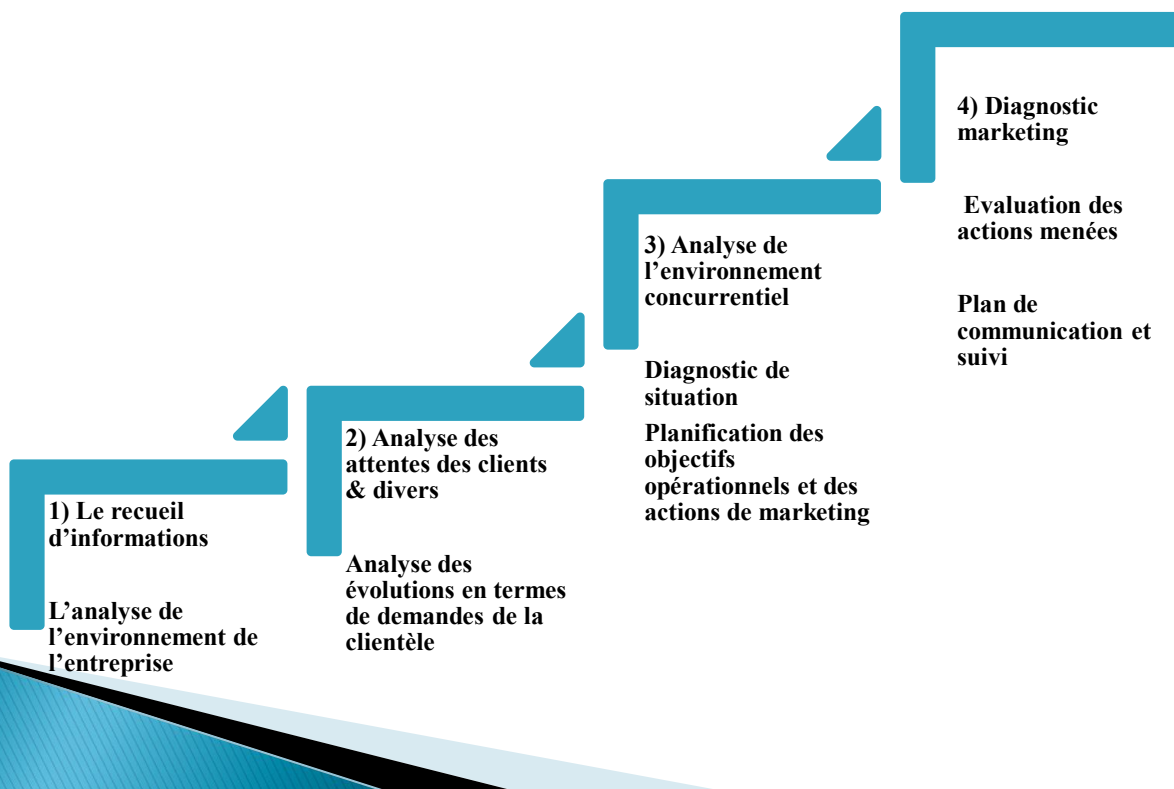 1) Le recueil
d’informations
L’analyse de
l’environnement de
l’entreprise
2) Analyse des
attentes des clients
& divers
Analyse des
évolutions en termes
de demandes de la
clientèle
3) Analyse de
l’environnement
concurrentiel
Diagnostic de
situation
Planification des
objectifs
opérationnels et des
actions de marketing
4) Diagnostic
marketing
Evaluation des
actions menées
Plan de
communication et
suivi